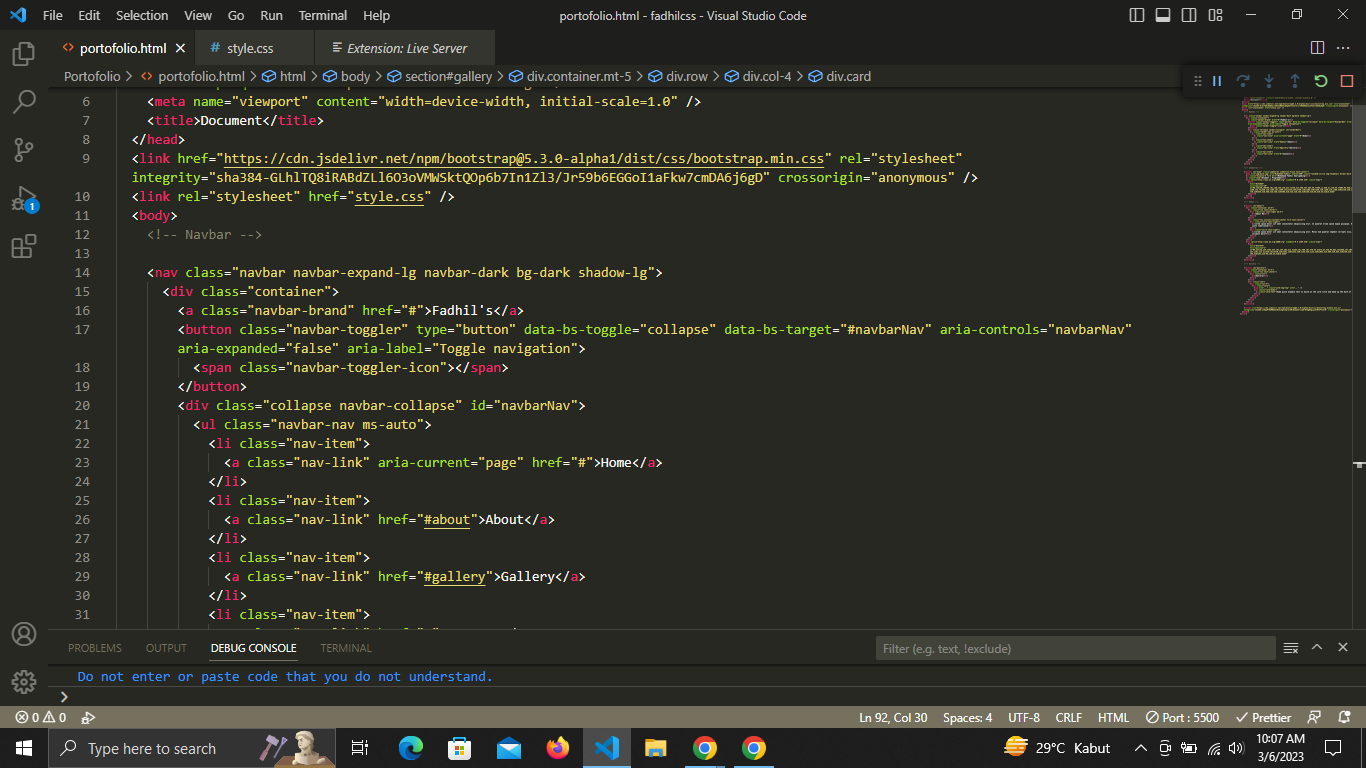 File Edit Selection View Go Run Terminal Help
portofolio.html - fadhilcss - Visual Studio Code
portofolio.html
# style.css
Extension: Live Server
Portofolio > portofolio.html > html > body > section#gallery > div.container.mt-5 > div.row > div.col-4 > div.card
6 <meta name="viewport" content="width=device-width, initial-scale=1.0" />
7 <title>Document</title>
8 </head>
9 <link href="https://cdn.jsdelivr.net/npm/bootstrap@5.3.0-alpha1/dist/css/bootstrap.min.css" rel="stylesheet"
integrity="sha384-GLhlTQ8iRABdZLl6O3oVMWSktQOp6b7In1Zl3/Jr59b6EGGoI1aFkw7cmDA6j6gD" crossorigin="anonymous" />
10 <link rel="stylesheet" href="style.css" />
11 <body>
12 <!-- Navbar -->
13
14 <nav class="navbar navbar-expand-lg navbar-dark bg-dark shadow-lg">
15 <div class="container">
16 <a class="navbar-brand" href="#">Fadhil's</a>
17 <button class="navbar-toggler" type="button" data-bs-toggle="collapse" data-bs-target="#navbarNav" aria-controls="navbarNav"
aria-expanded="false" aria-label="Toggle navigation">
18 <span class="navbar-toggler-icon"></span>
19 </button>
20 <div class="collapse navbar-collapse" id="navbarNav">
21 <ul class="navbar-nav ms-auto">
22 <li class="nav-item">
23 <a class="nav-link" aria-current="page" href="#">Home</a>
24 </li>
25 <li class="nav-item">
26 <a class="nav-link" href="#about">About</a>
27 </li>
28 <li class="nav-item">
29 <a class="nav-link" href="#gallery">Gallery</a>
30 </li>
31 <li class="nav-item">
1
PROBLEMS OUTPUT DEBUG CONSOLE TERMINAL
Filter (e.g. text, !exclude)
Do not enter or paste code that you do not understand.
0 0
Ln 92, Col 30 Spaces: 4 UTF-8 CRLF HTML Port : 5500 Prettier
Type here to search
29°C Kabut
10:07 AM
3/6/2023